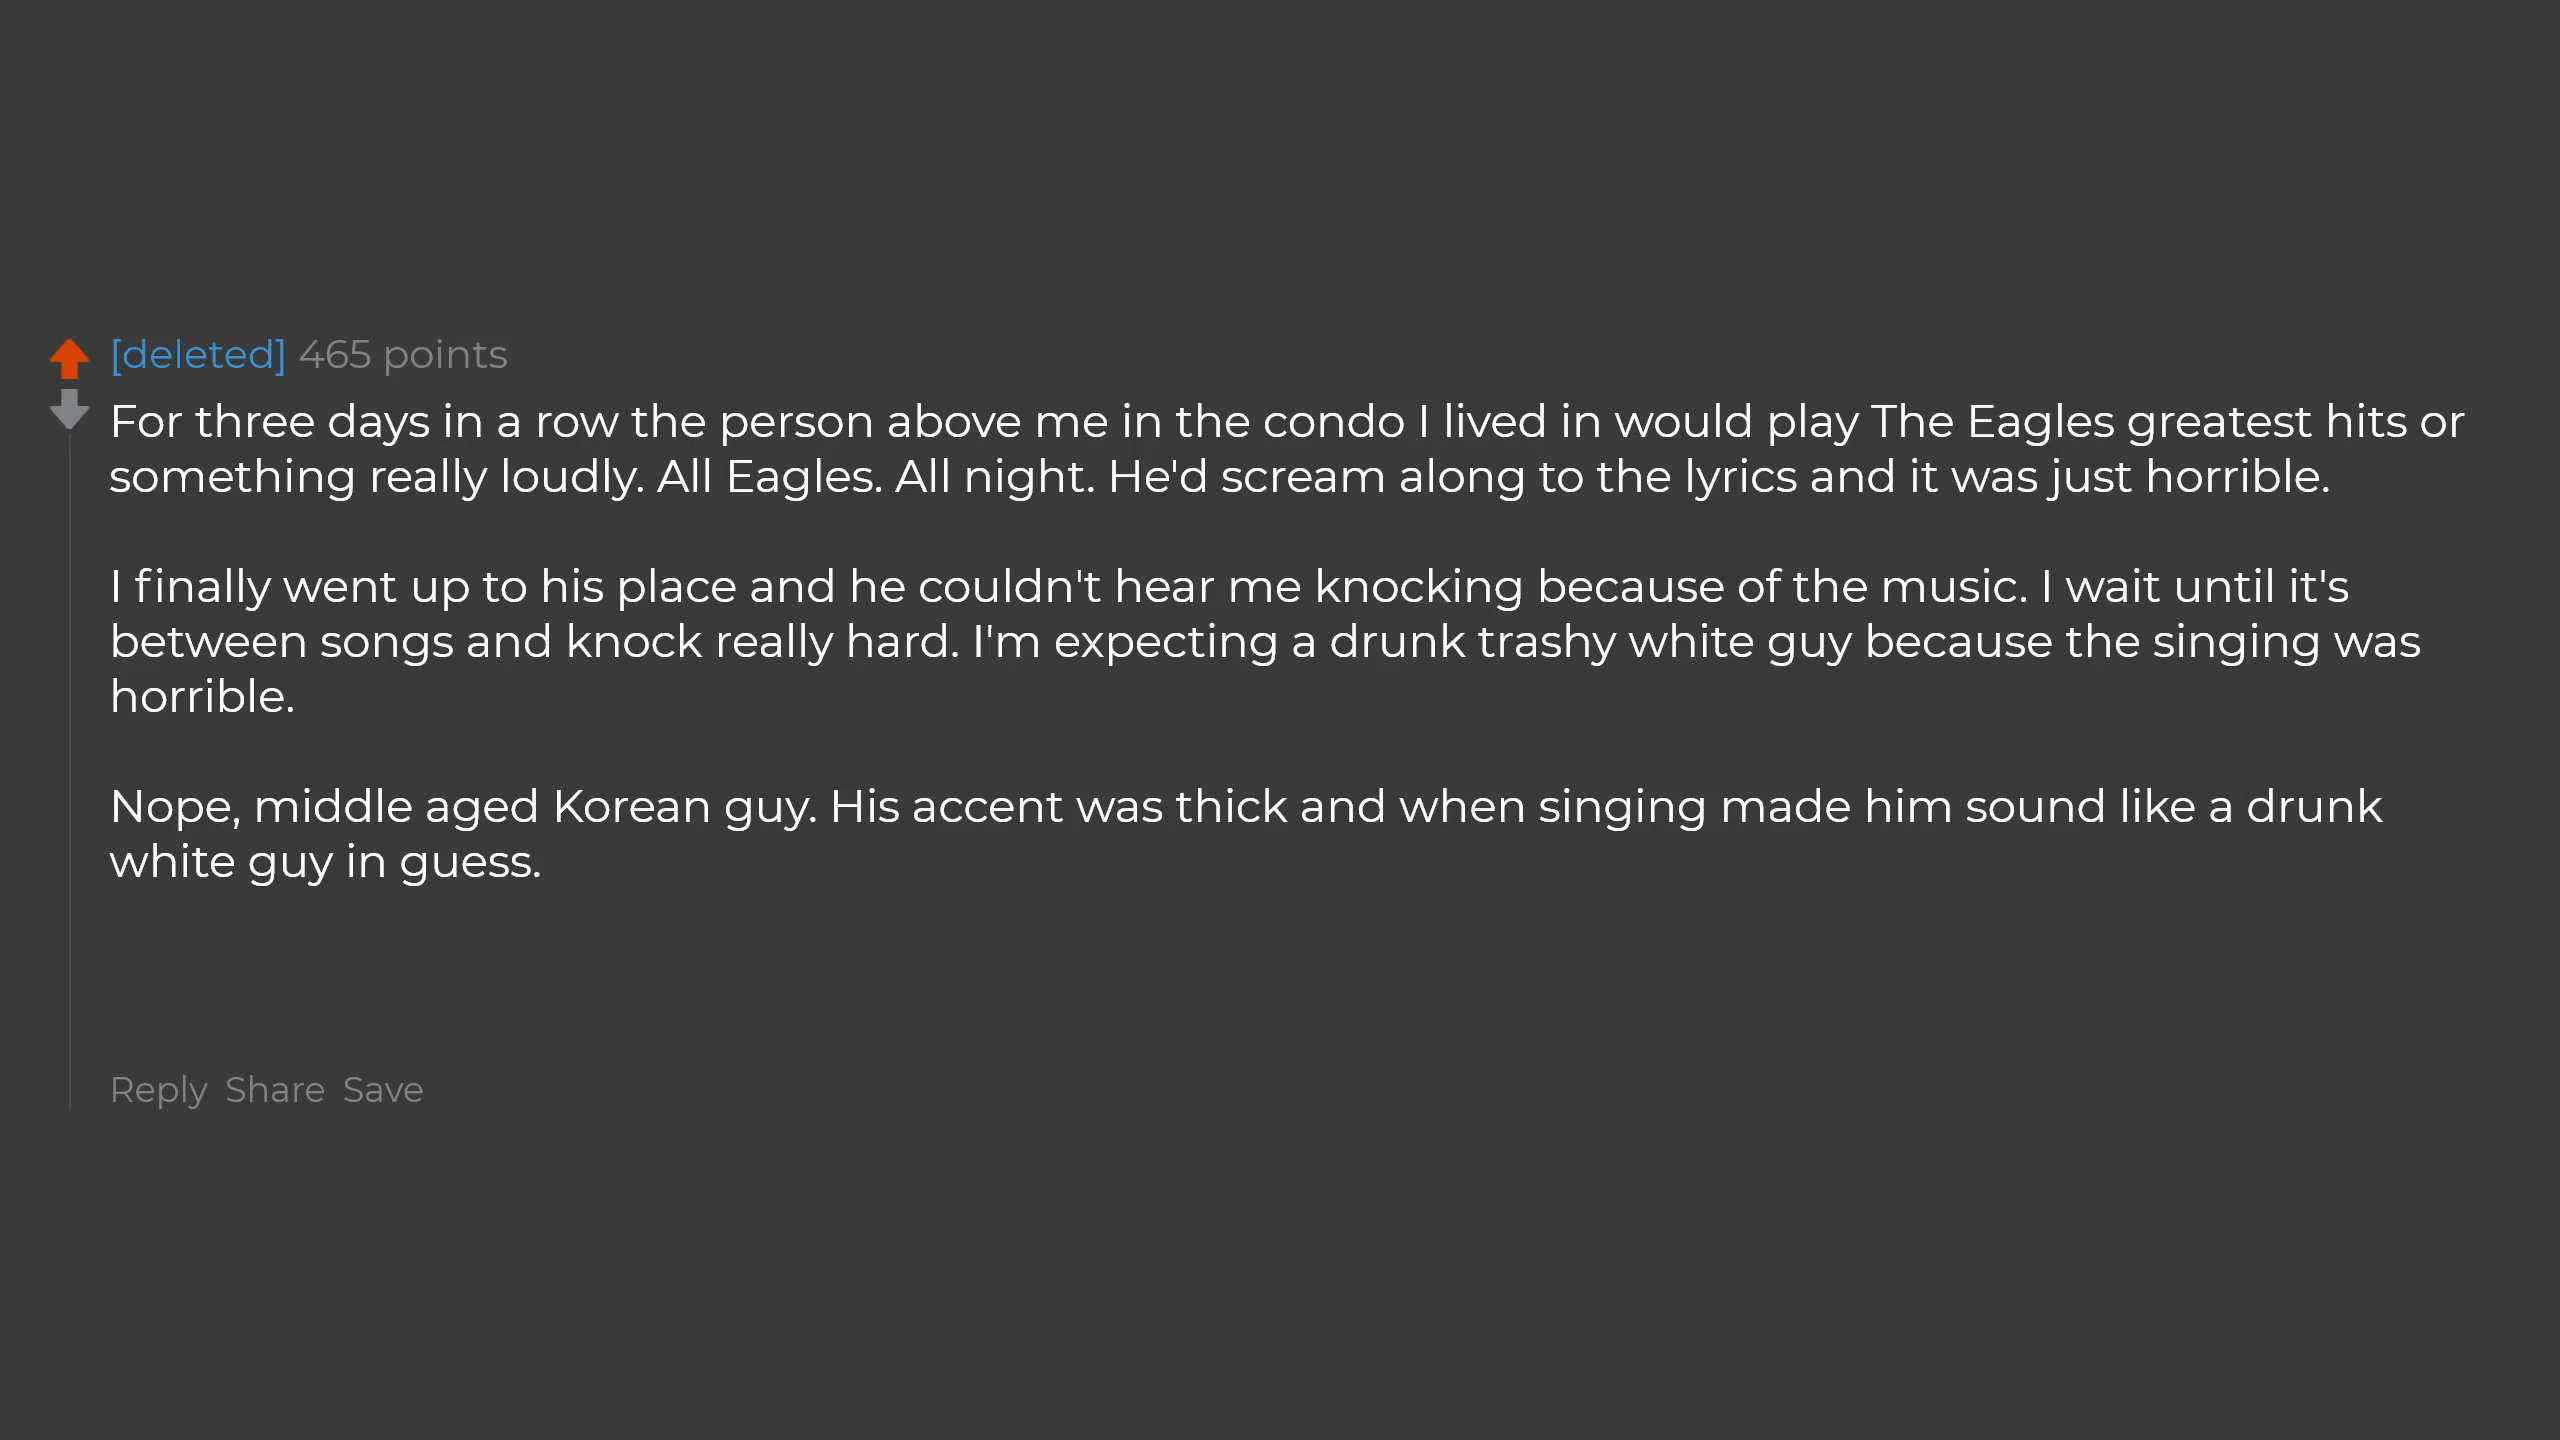 [deleted] 465 points
For three days in a row the person above me in the condo I lived in would play The Eagles greatest hits or
something really loudly. All Eagles. All night. He'd scream along to the lyrics and it was just horrible.
I finally went up to his place and he couldn't hear me knocking because of the music. I wait until it's
between songs and knock really hard. I'm expecting a drunk trashy white guy because the singing was
horrible.
Nope, middle aged Korean guy. His accent was thick and when singing made him sound like a drunk
white guy in guess.
Reply Share Save